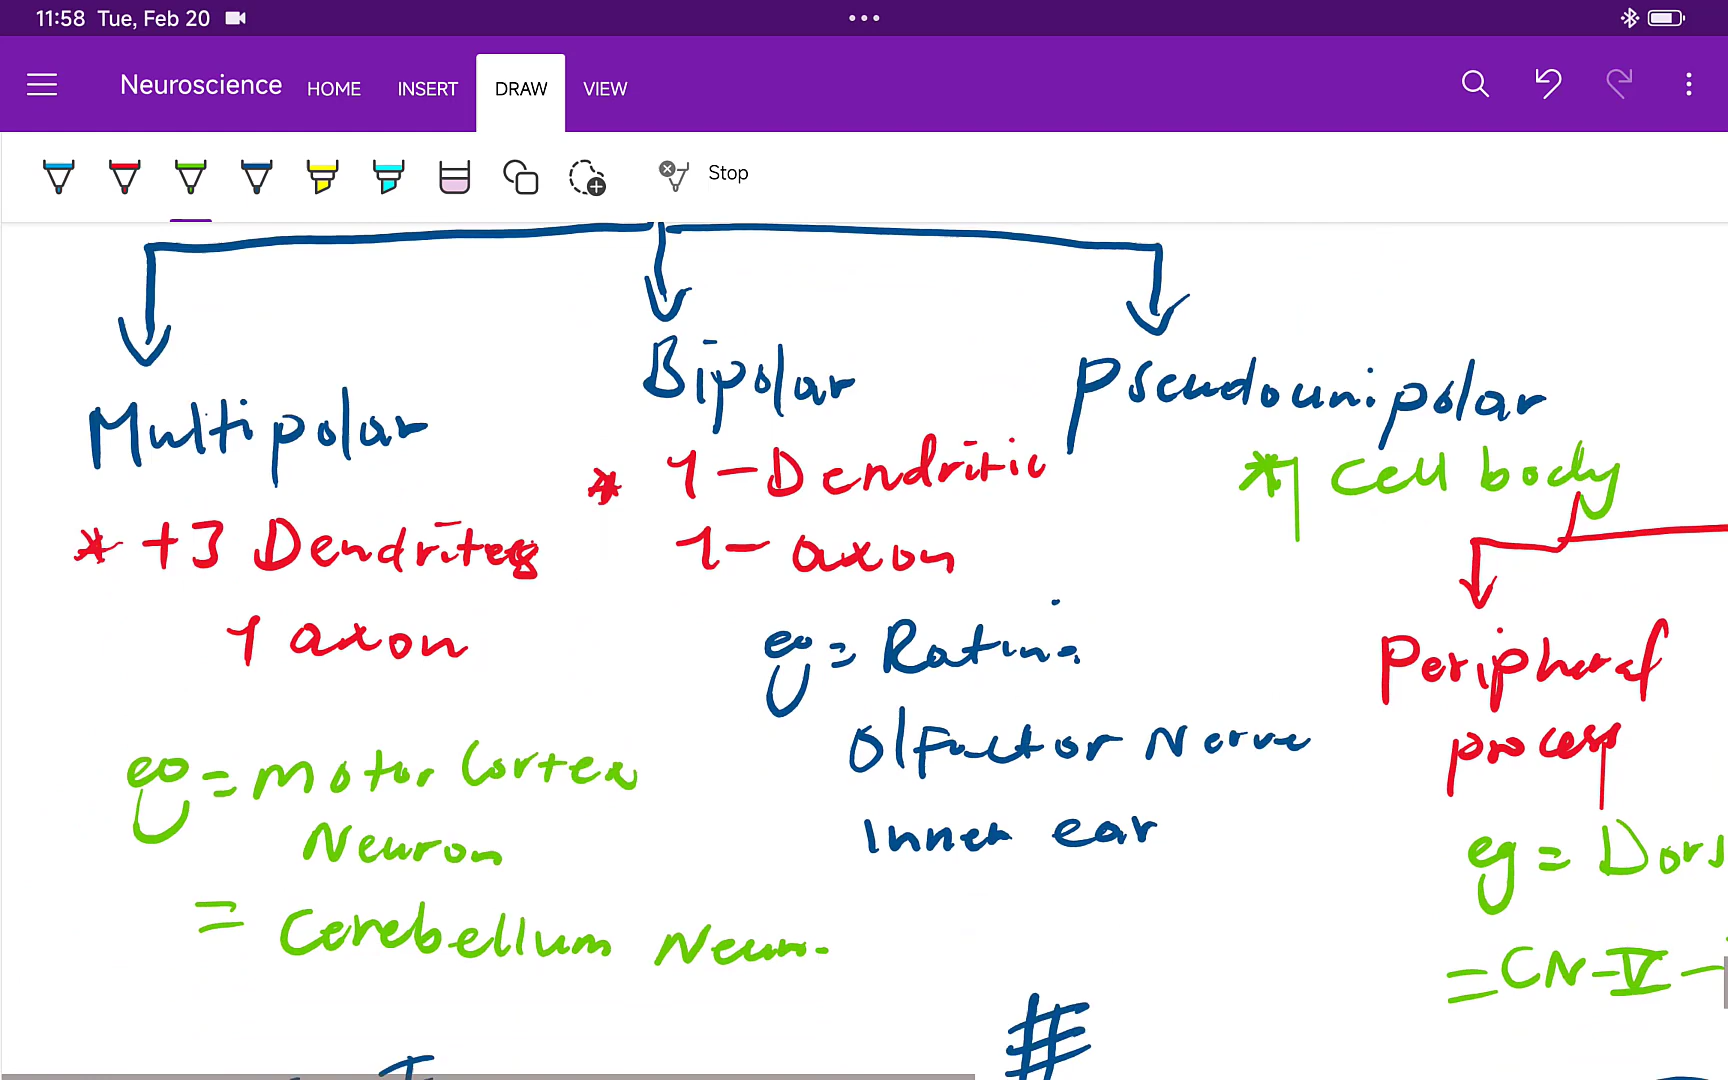 11:58 Tue, Feb 20
Neuroscience HOME INSERT DRAW VIEW
Stop
Multipolar
* +3 Dendrites
1 axon
eg = motor Cortex
Neuron
= Cerebellum Neuro
Bipolar
* 1-Dendritic
1- axon
eg = Ratina
Olfactor Nerve
Inner ear
Pseudounipolar
* 1 cell body
Peripheral
process
eg = Dors
= CN-V -
#